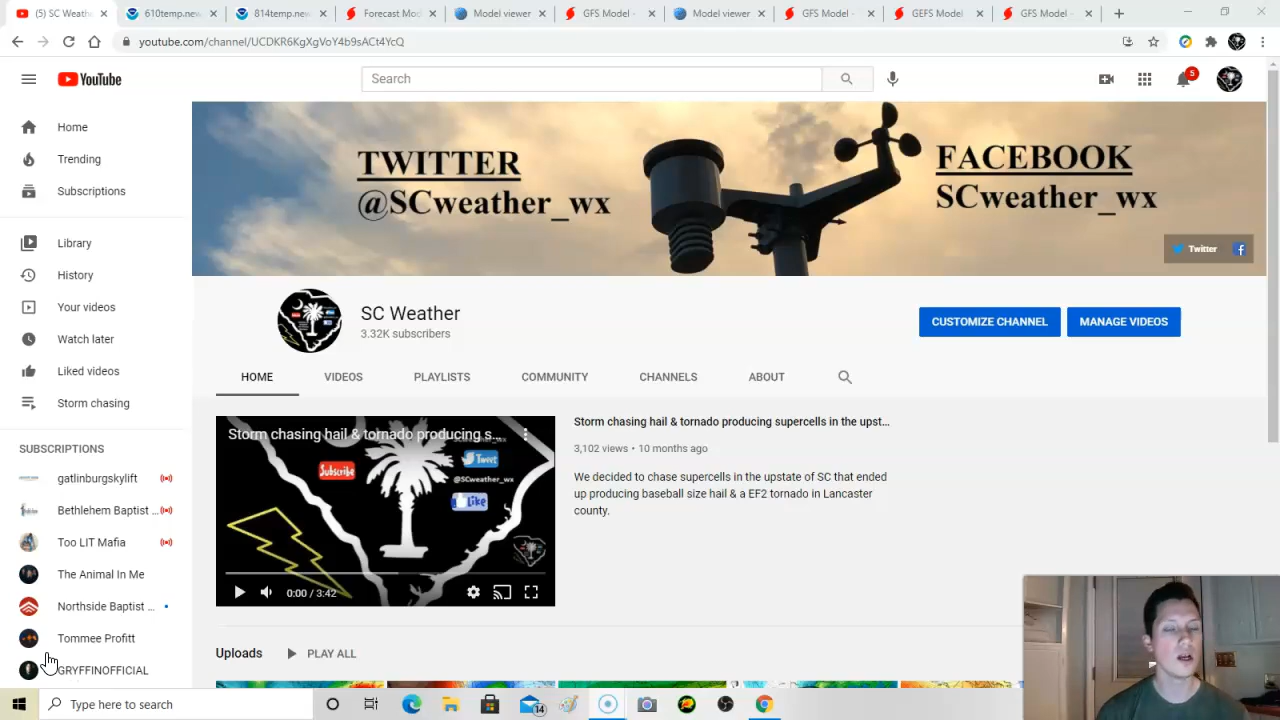 (5) SC Weathe
610temp.new
814temp.new
Forecast Mod
Model viewer
GFS Model -
Model viewer
GFS Model -
GEFS Model
GFS Model -
youtube.com/channel/UCDKR6KgXgVoY4b9sACt4YcQ
YouTube
Search
5
Home
Trending
Subscriptions
Library
History
Your videos
Watch later
Liked videos
Storm chasing
SUBSCRIPTIONS
gatlinburgskylift
Bethlehem Baptist ...
Too LIT Mafia
The Animal In Me
Northside Baptist ...
Tommee Profitt
GRYFFINOFFICIAL
TWITTER
@SCweather_wx
FACEBOOK
SCweather_wx
Twitter
SC Weather
3.32K subscribers
CUSTOMIZE CHANNEL
MANAGE VIDEOS
HOME
VIDEOS
PLAYLISTS
COMMUNITY
CHANNELS
ABOUT
Storm chasing hail & tornado producing s...
Subscribe
Tweet
@SCweather_wx
Like
0:00 / 3:42
Storm chasing hail & tornado producing supercells in the upst...
3,102 views • 10 months ago
We decided to chase supercells in the upstate of SC that ended
up producing baseball size hail & a EF2 tornado in Lancaster
county.
Uploads
PLAY ALL
Type here to search
14